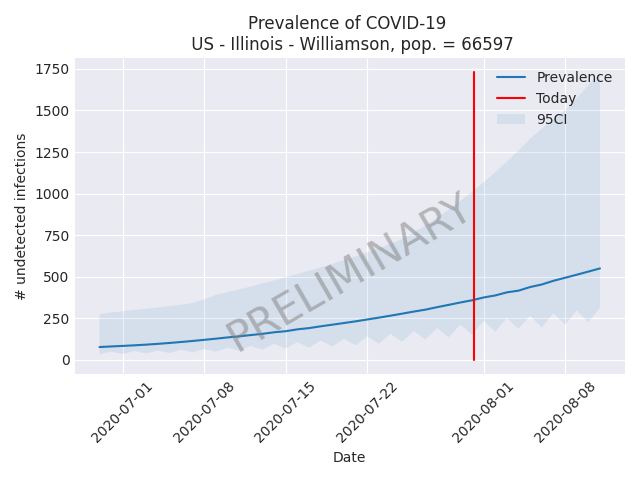 Prevalence of COVID-19
US - Illinois - Williamson, pop. = 66597
1750
1500
1250
1000
750
500
250
0
# undetected infections
Prevalence
Today
95CI
PRELIMINARY
2020-07-01
2020-07-08
2020-07-15
2020-07-22
2020-08-01
2020-08-08
Date